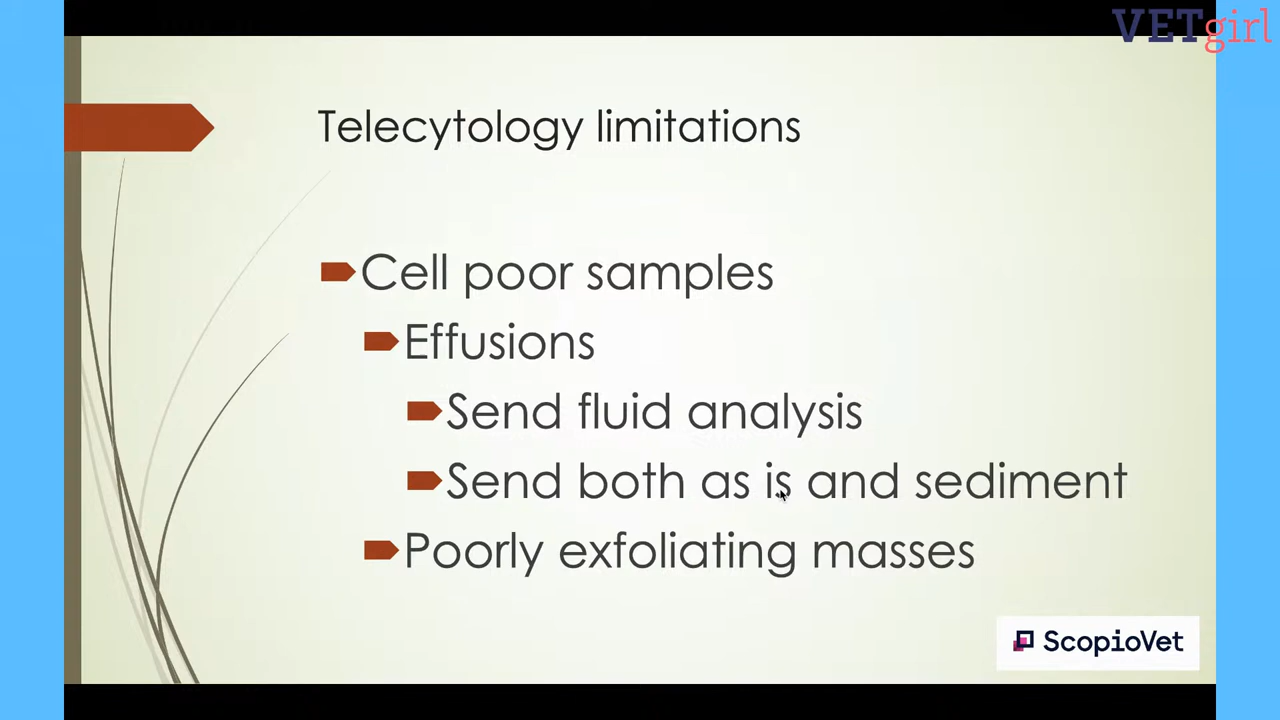 VETgirl
Telecytology limitations
Cell poor samples
Effusions
Send fluid analysis
Send both as is and sediment
Poorly exfoliating masses
ScopioVet